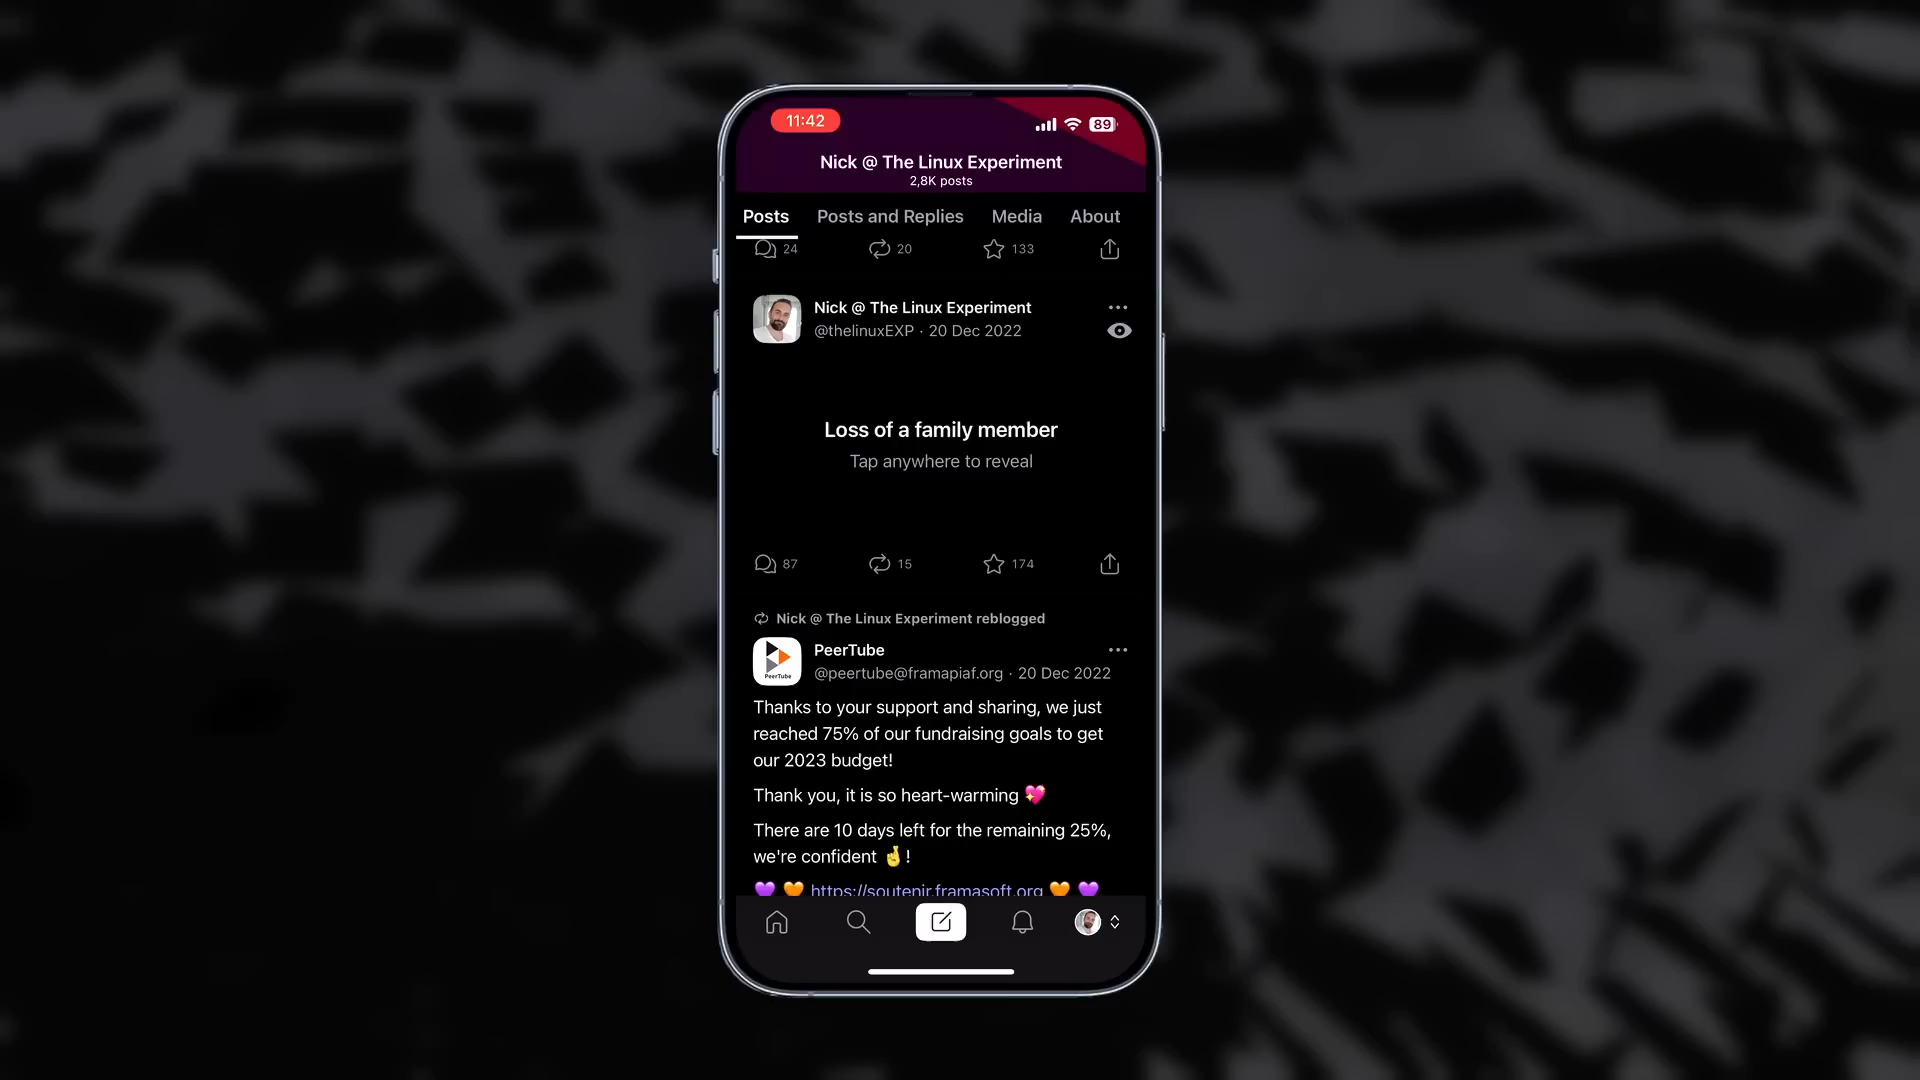 11:42
89
Nick @ The Linux Experiment
2,8K posts
Posts Posts and Replies Media About
24 20 133
Nick @ The Linux Experiment
@thelinuxEXP · 20 Dec 2022
Loss of a family member
Tap anywhere to reveal
87 15 174
Nick @ The Linux Experiment reblogged
PeerTube
PeerTube
@peertube@framapiaf.org · 20 Dec 2022
Thanks to your support and sharing, we just
reached 75% of our fundraising goals to get
our 2023 budget!
Thank you, it is so heart-warming 💖
There are 10 days left for the remaining 25%,
we're confident 🤞!
💜 🧡 https://soutenir.framasoft.org 🧡 💜